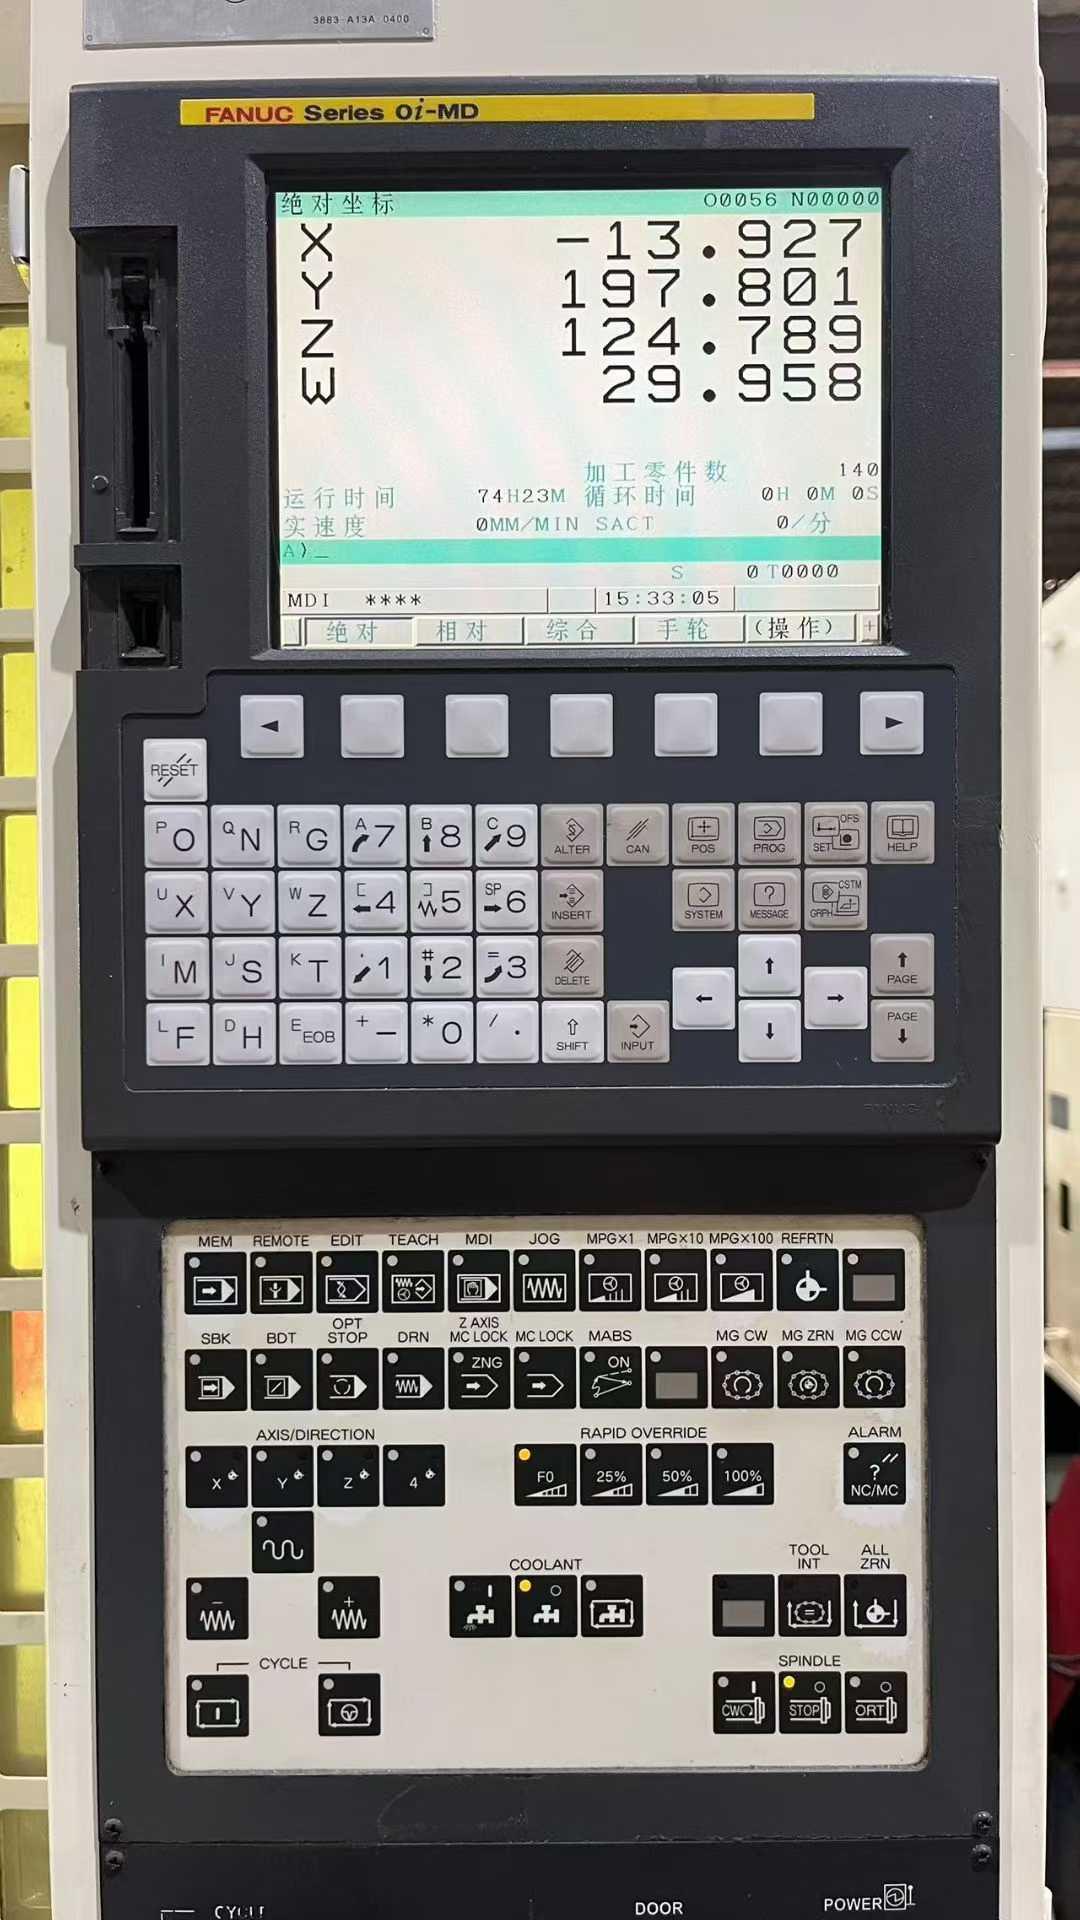 3883-A13A-0400
FANUC Series 0i-MD
绝对坐标 O0056 N00000
X -13.927
Y 197.801
Z 124.789
W 29.958
加工零件数 140
运行时间 74H23M 循环时间 0H 0M 0S
实速度 0MM/MIN SACT 0/分
A)_
S 0 T0000
MDI **** 15:33:05
绝对 相对 综合 手轮 (操作) +
RESET
P O Q N R G A 7 B 8 C 9 ALTER CAN POS PROG OFS SET HELP
U X V Y W Z [ 4 ] 5 SP 6 INSERT SYSTEM MESSAGE CSTM GRPH
I M J S K T , 1 # 2 = 3 DELETE PAGE
L F D H E EOB + - * 0 / . SHIFT INPUT PAGE
FANUC
MEM REMOTE EDIT TEACH MDI JOG MPG×1 MPG×10 MPG×100 REFRTN
SBK BDT OPT STOP DRN Z AXIS MC LOCK MC LOCK MABS MG CW MG ZRN MG CCW
ZNG ON
AXIS/DIRECTION RAPID OVERRIDE ALARM
X Y Z 4 F0 25% 50% 100% ? NC/MC
COOLANT TOOL INT ALL ZRN
- +
CYCLE SPINDLE
CW STOP ORT
CYCLE DOOR POWER